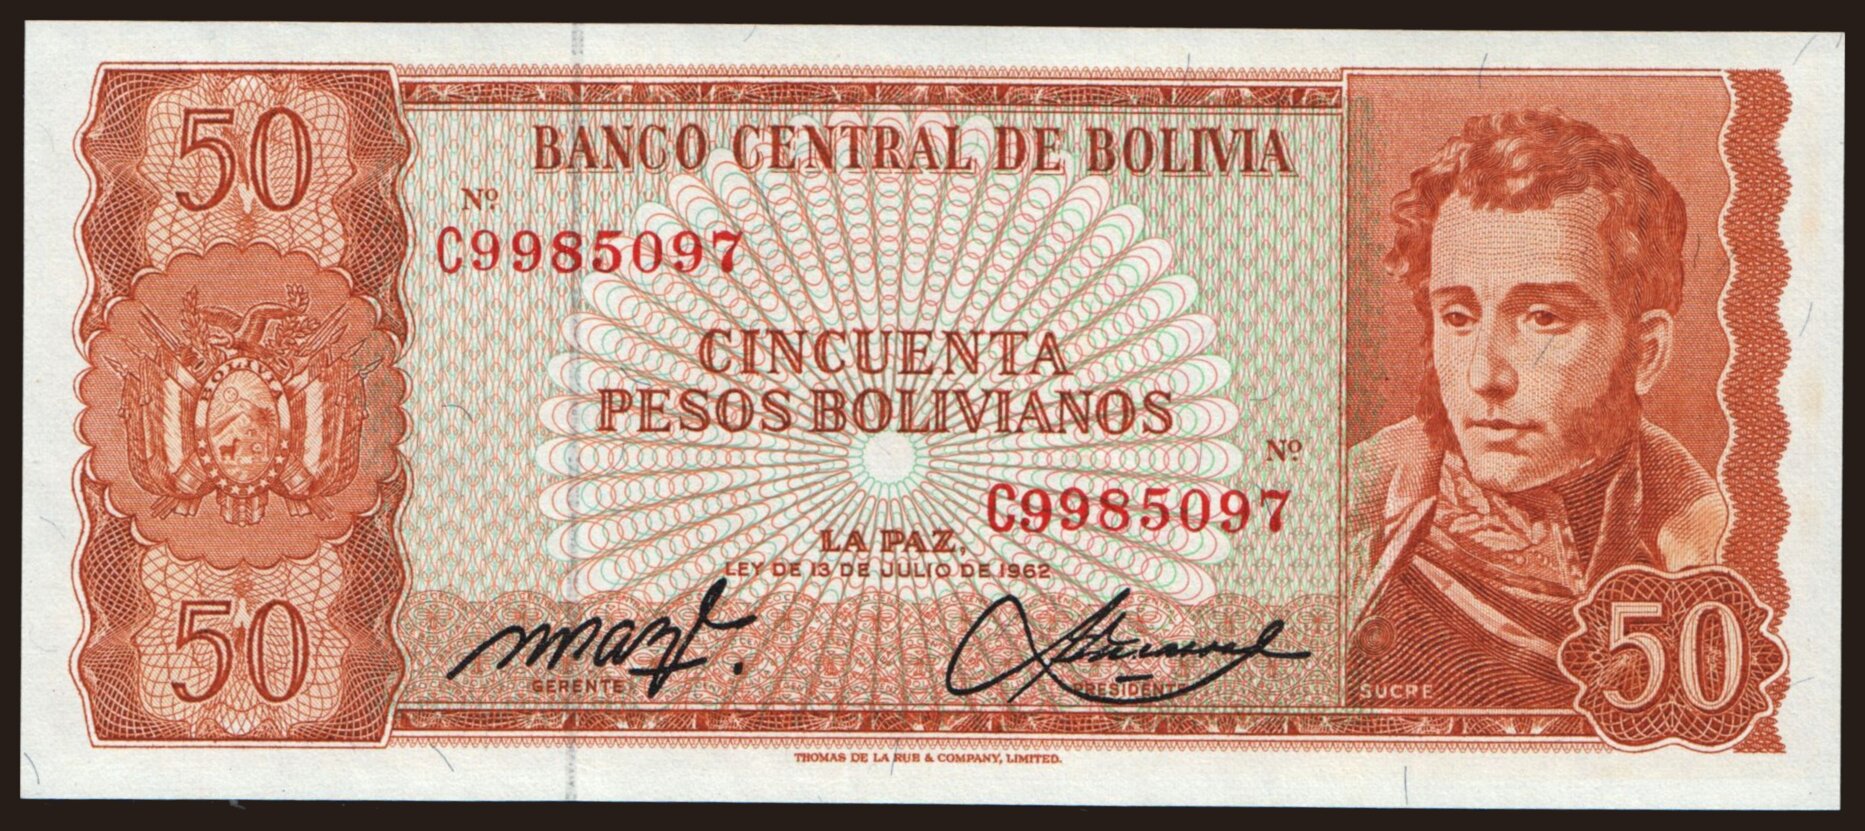 50
BANCO CENTRAL DE BOLIVIA
Nº
C9985097
BOLIVIA
CINCUENTA
PESOS BOLIVIANOS
Nº
C9985097
LA PAZ,
LEY DE 13 DE JULIO DE 1962
50
GERENTE
PRESIDENTE
SUCRE
50
THOMAS DE LA RUE & COMPANY, LIMITED.